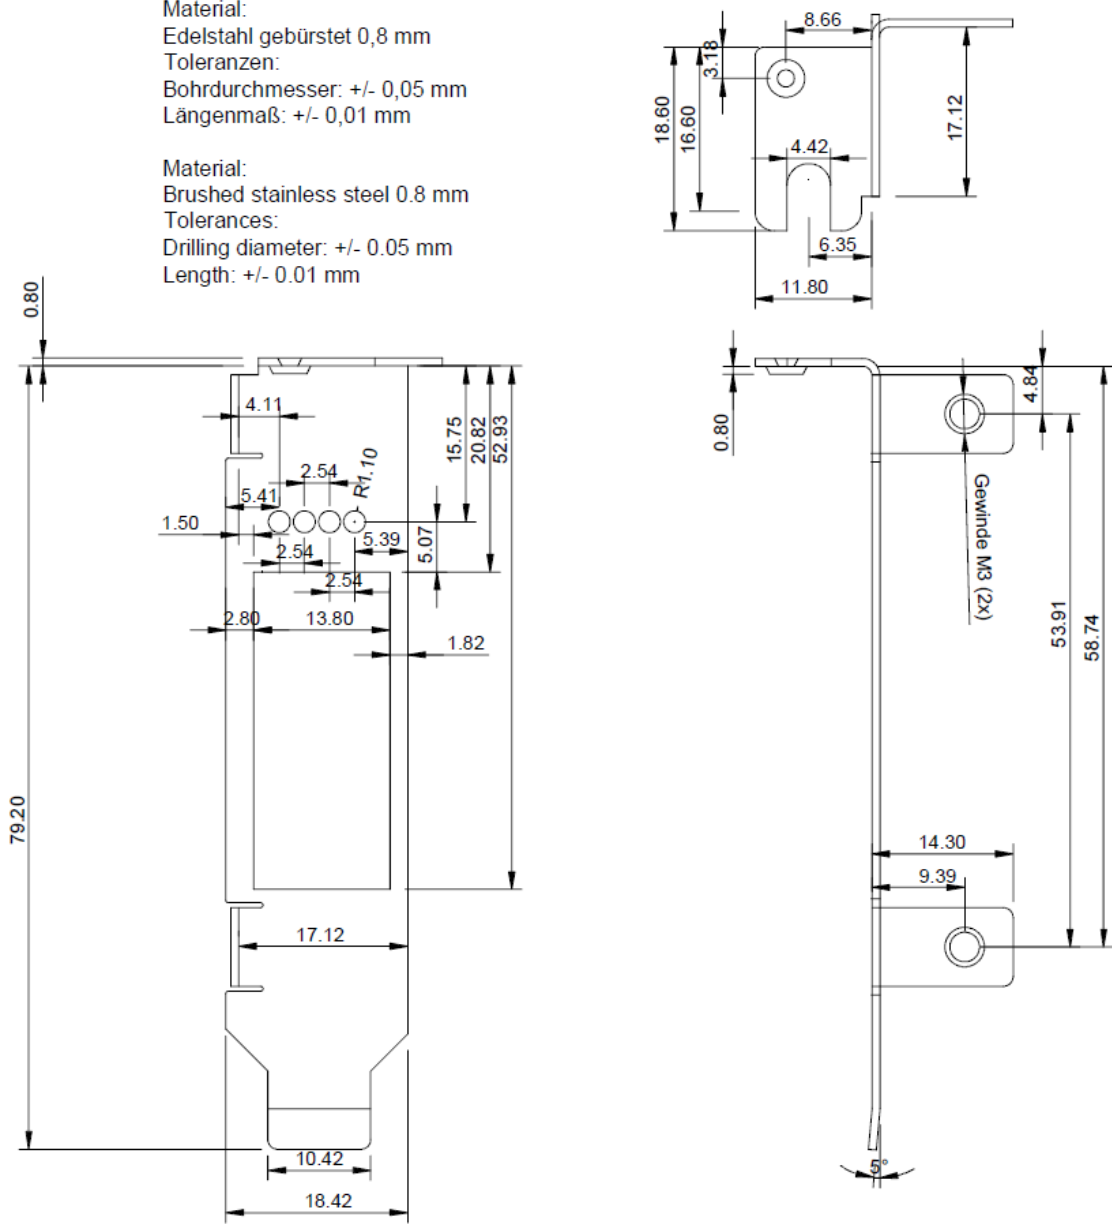 Material:
Edelstahl gebürstet 0,8 mm
Toleranzen:
Bohrdurchmesser: +/- 0,05 mm
Längenmaß: +/- 0,01 mm
Material:
Brushed stainless steel 0.8 mm
Tolerances:
Drilling diameter: +/- 0.05 mm
Length: +/- 0.01 mm
8.66
3.18
18.60
16.60
4.42
17.12
6.35
11.80
0.80
4.11
15.75
20.82
52.93
2.54
R1.10
5.41
1.50
5.39
5.07
2.54
2.54
2.80
13.80
1.82
79.20
17.12
10.42
18.42
0.80
4.84
Gewinde M3 (2x)
53.91
58.74
14.30
9.39
5°